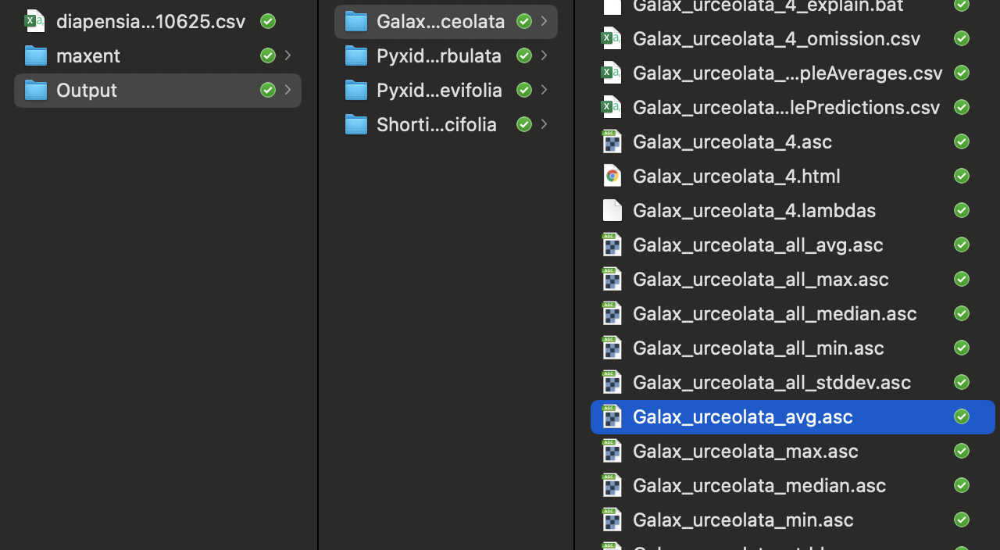 diapensia...10625.csv
maxent
Output
Galax...ceolata
Pyxid...rbulata
Pyxid...evifolia
Shorti...cifolia
Galax_urceolata_4_explain.bat
Galax_urceolata_4_omission.csv
Galax_urceolata_...pleAverages.csv
Galax_urceolata...lePredictions.csv
Galax_urceolata_4.asc
Galax_urceolata_4.html
Galax_urceolata_4.lambdas
Galax_urceolata_all_avg.asc
Galax_urceolata_all_max.asc
Galax_urceolata_all_median.asc
Galax_urceolata_all_min.asc
Galax_urceolata_all_stddev.asc
Galax_urceolata_avg.asc
Galax_urceolata_max.asc
Galax_urceolata_median.asc
Galax_urceolata_min.asc